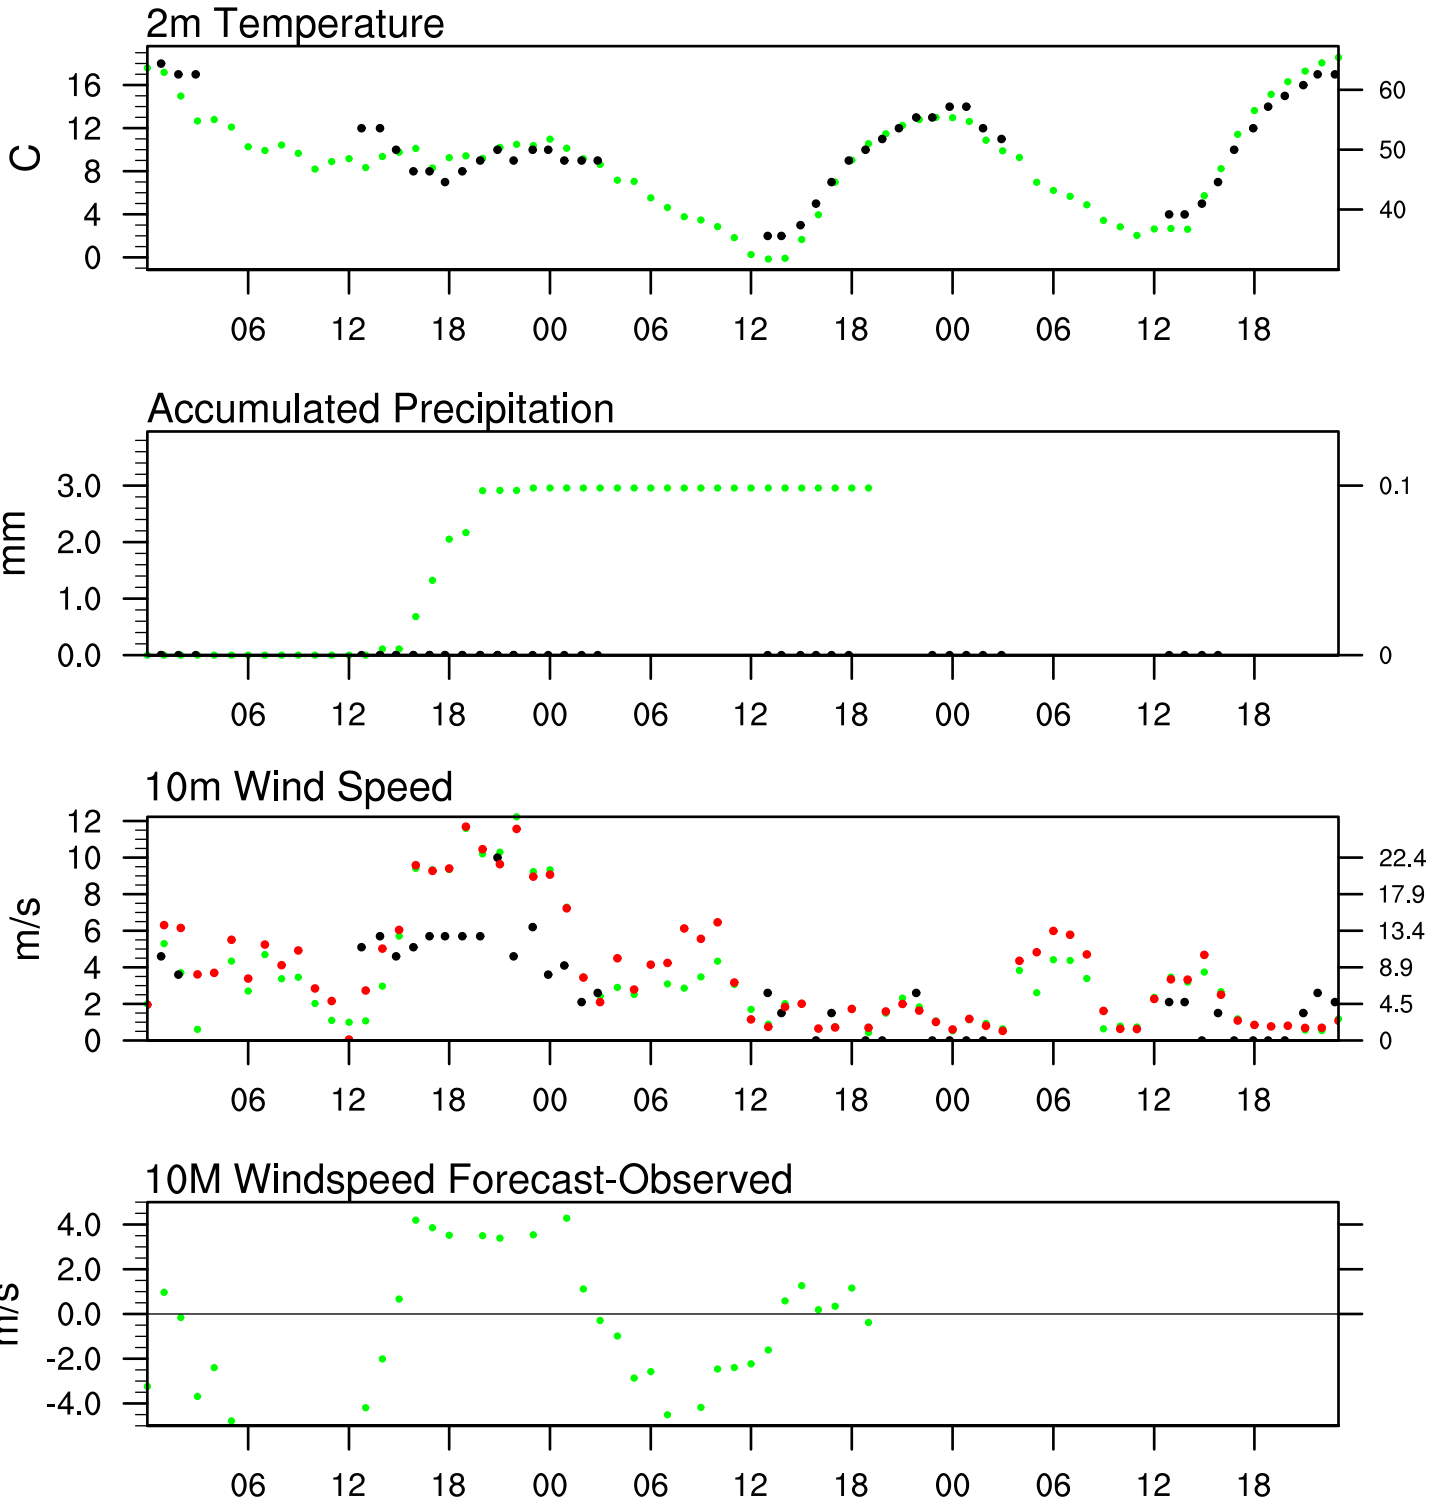 2m Temperature
16
12
8
4
0
C
60
50
40
06 12 18 00 06 12 18 00 06 12 18
Accumulated Precipitation
3.0
2.0
1.0
0.0
mm
0.1
0
06 12 18 00 06 12 18 00 06 12 18
10m Wind Speed
12
10
8
6
4
2
0
m/s
22.4
17.9
13.4
8.9
4.5
0
06 12 18 00 06 12 18 00 06 12 18
10M Windspeed Forecast-Observed
4.0
2.0
0.0
-2.0
-4.0
m/s
06 12 18 00 06 12 18 00 06 12 18